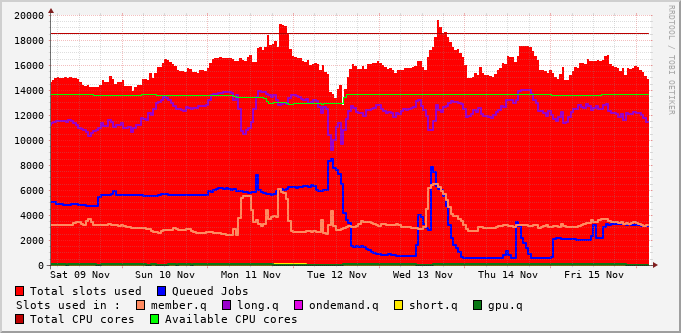 RRDTOOL / TOBI OETIKER
20000
18000
16000
14000
12000
10000
8000
6000
4000
2000
0
Sat 09 Nov Sun 10 Nov Mon 11 Nov Tue 12 Nov Wed 13 Nov Thu 14 Nov Fri 15 Nov
Total slots used Queued Jobs
Slots used in : member.q long.q ondemand.q short.q gpu.q
Total CPU cores Available CPU cores